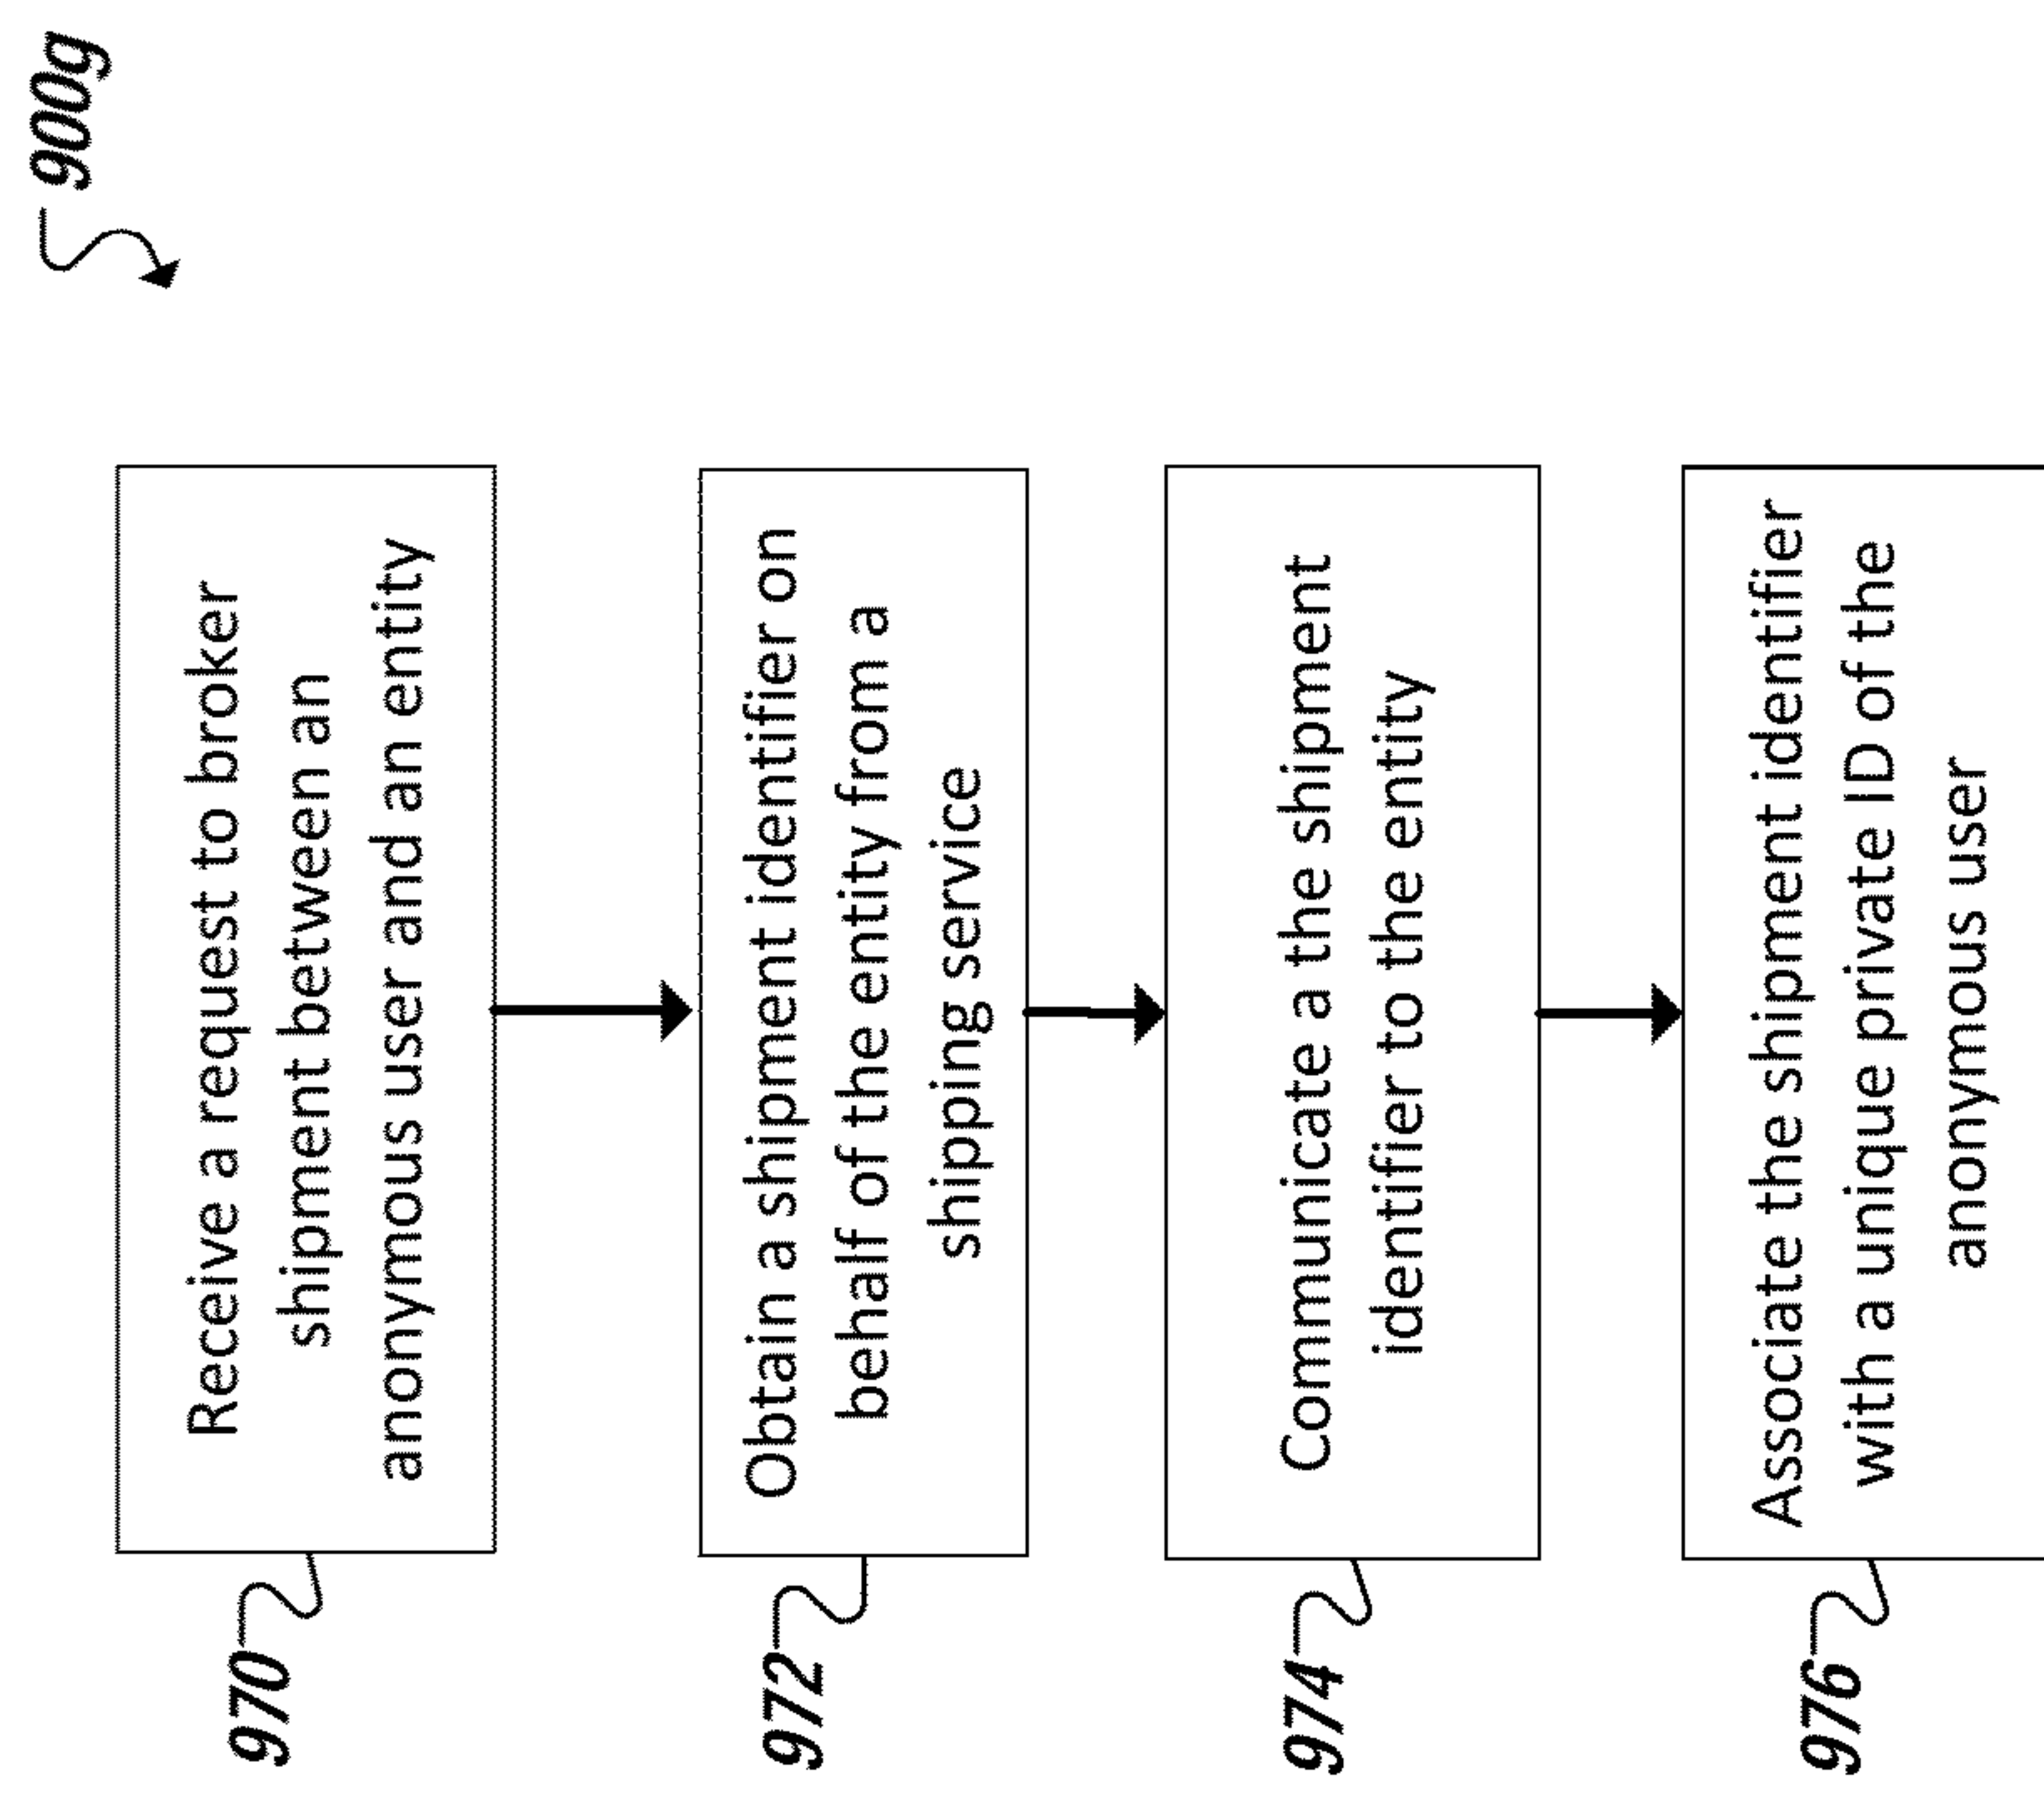 900g
970
Receive a request to broker
shipment between an
anonymous user and an entity
972
Obtain a shipment identifier on
behalf of the entity from a
shipping service
974
Communicate a the shipment
identifier to the entity
976
Associate the shipment identifier
with a unique private ID of the
anonymous user